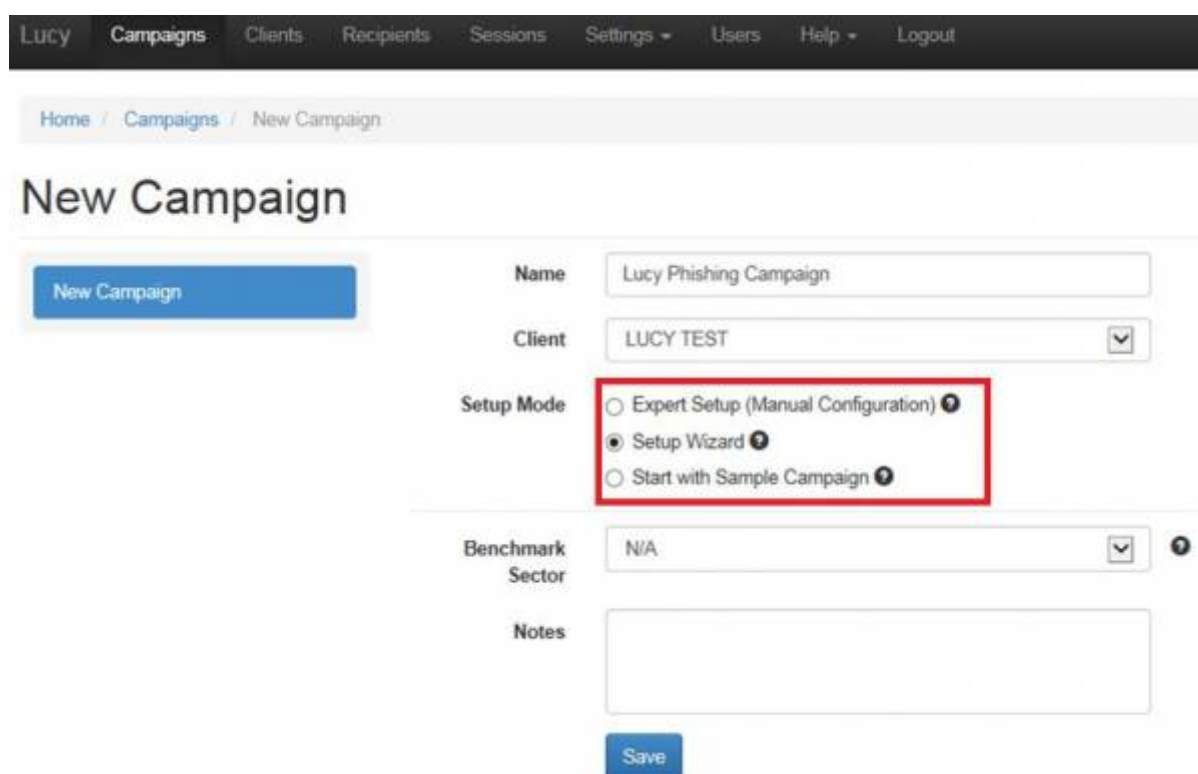 Lucy Campaigns Clients Recipients Sessions Settings Users Help Logout
Home / Campaigns / New Campaign
New Campaign
New Campaign
Name Lucy Phishing Campaign
Client LUCY TEST
Setup Mode Expert Setup (Manual Configuration) ?
Setup Wizard ?
Start with Sample Campaign ?
Benchmark Sector N/A ?
Notes
Save